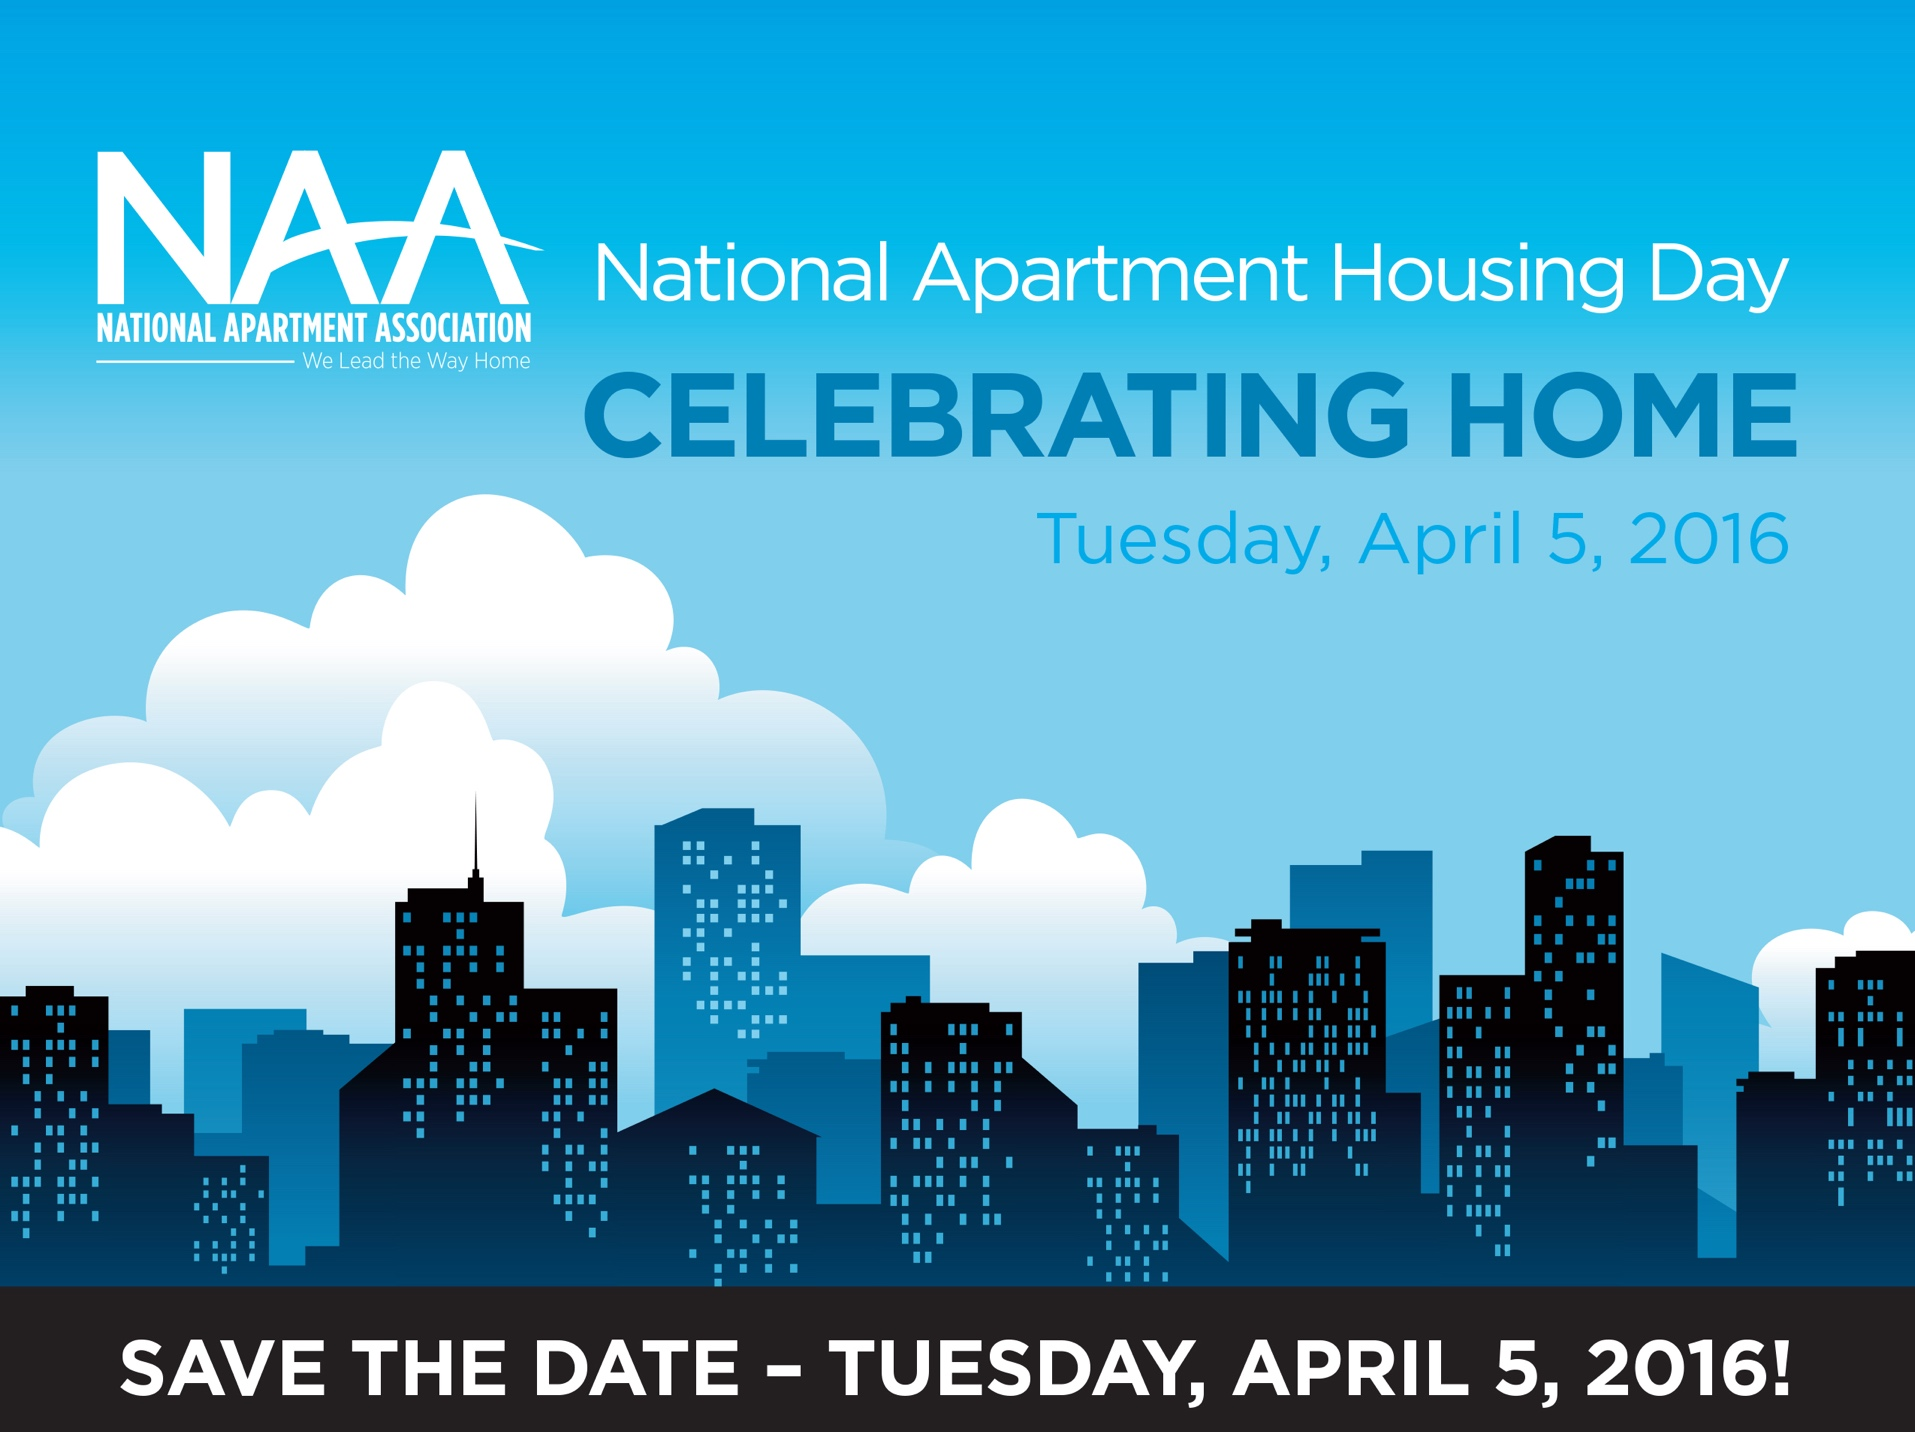 NAA
NATIONAL APARTMENT ASSOCIATION
We Lead the Way Home
National Apartment Housing Day
CELEBRATING HOME
Tuesday, April 5, 2016
SAVE THE DATE – TUESDAY, APRIL 5, 2016!